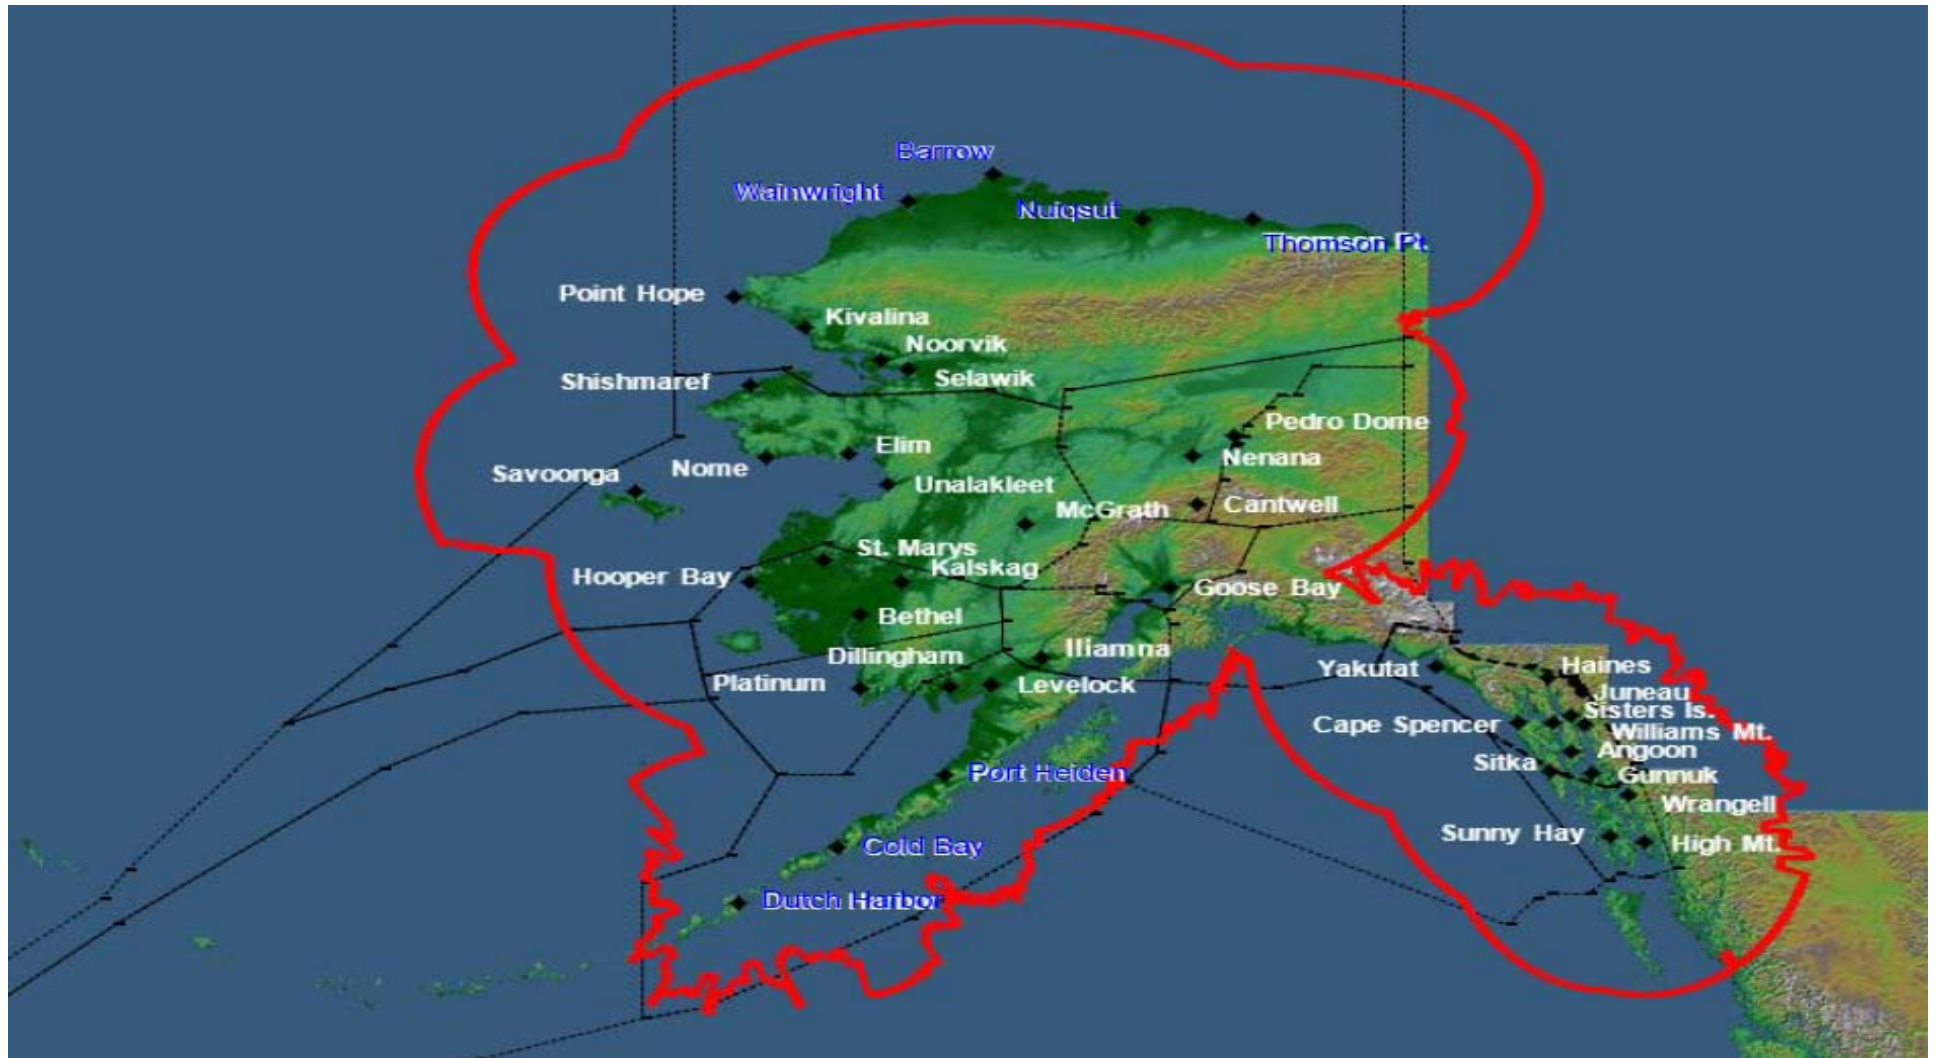 Barrow
Wainwright
Nuiqsut
Thomson Pt.
Point Hope
Kivalina
Noorvik
Shishmaref
Selawik
Pedro Dome
Elim
Nome
Nenana
Savoonga
Unalakleet
Cantwell
McGrath
St. Marys
Kalskag
Hooper Bay
Goose Bay
Bethel
Iliamna
Dillingham
Haines
Yakutat
Platinum
Levelock
Juneau
Sisters Is.
Cape Spencer
Williams Mt.
Angoon
Sitka
Port Heiden
Gunnuk
Wrangell
Sunny Hay
High Mt.
Cold Bay
Dutch Harbor